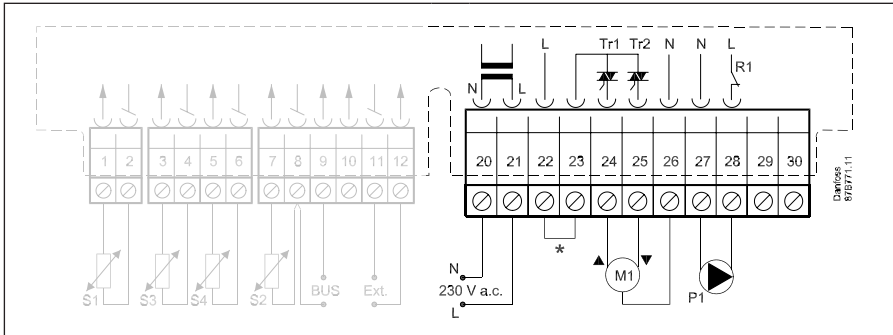 L Tr1 Tr2 N N L
R1
N L
1 2 3 4 5 6 7 8 9 10 11 12
20 21 22 23 24 25 26 27 28 29 30
Danfoss
87B771.11
*
N
230 V a.c.
L
M1
P1
S1 S3 S4 S2 BUS Ext.